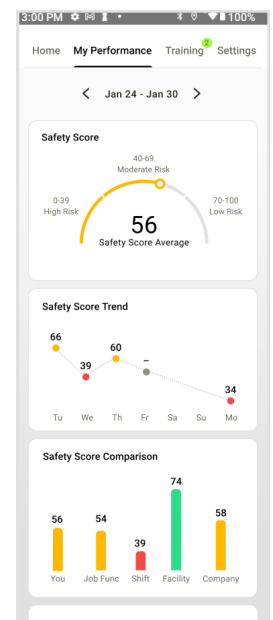 3:00 PM 100%
Home My Performance Training 2 Settings
Jan 24 - Jan 30
Safety Score
40-69
Moderate Risk
0-39
High Risk
70-100
Low Risk
56
Safety Score Average
Safety Score Trend
66
39
60
–
34
Tu We Th Fr Sa Su Mo
Safety Score Comparison
56 54 39 74 58
You Job Func Shift Facility Company